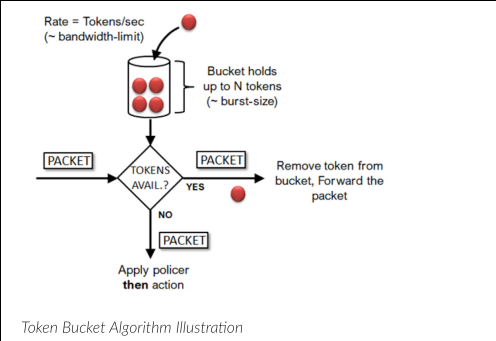 Rate = Tokens/sec
(~ bandwidth-limit)
Bucket holds
up to N tokens
(~ burst-size)
PACKET
TOKENS
AVAIL.?
PACKET
YES
Remove token from
bucket, Forward the
packet
NO
PACKET
Apply policer
then action
Token Bucket Algorithm Illustration